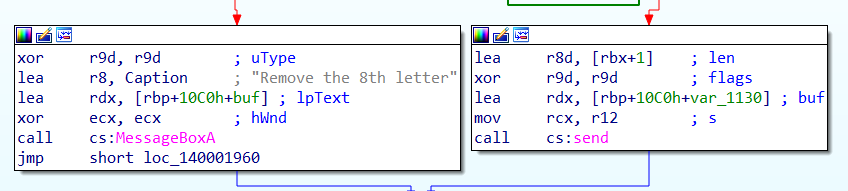 xor r9d, r9d ; uType
lea r8, Caption ; "Remove the 8th letter"
lea rdx, [rbp+10C0h+buf] ; lpText
xor ecx, ecx ; hWnd
call cs:MessageBoxA
jmp short loc_140001960
lea r8d, [rbx+1] ; len
xor r9d, r9d ; flags
lea rdx, [rbp+10C0h+var_1130] ; buf
mov rcx, r12 ; s
call cs:send